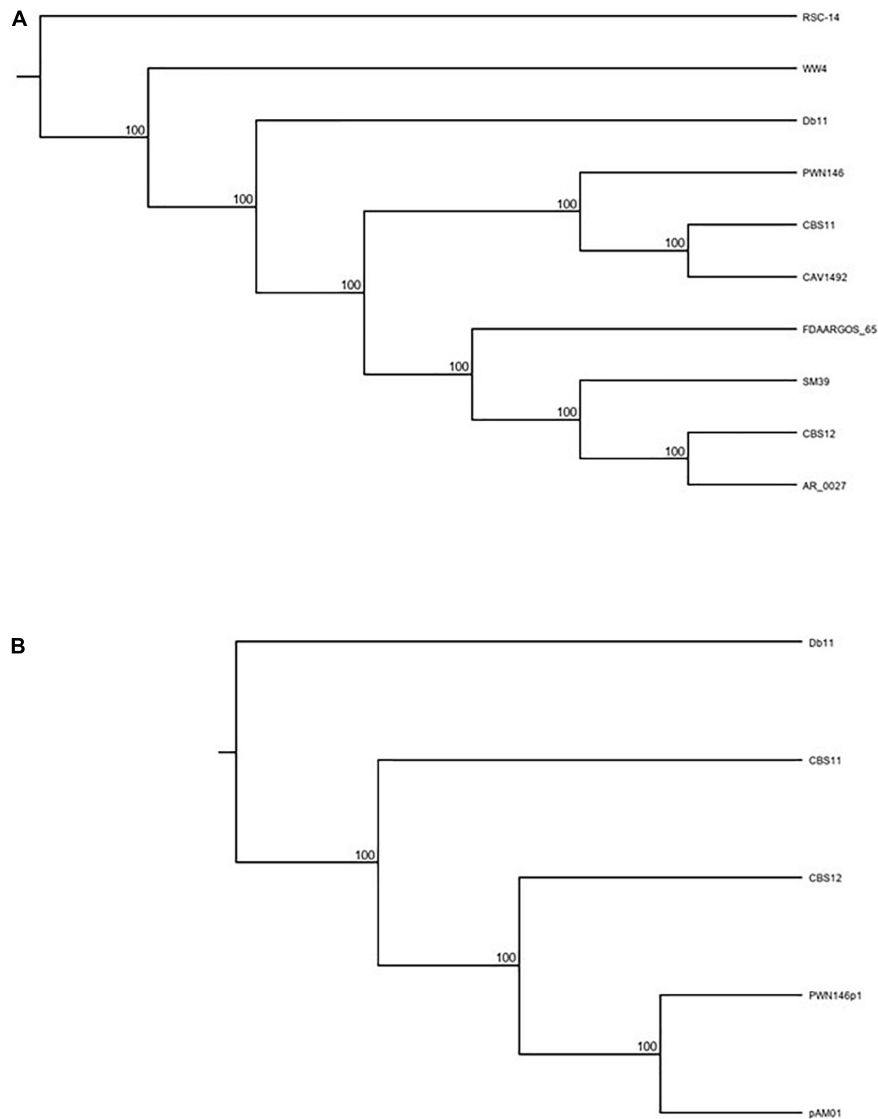 A
RSC-14
WW4
100
Db11
100
PWN146
100
CBS11
100
CAV1492
100
FDAARGOS_65
100
SM39
100
CBS12
100
AR_0027
B
Db11
CBS11
100
CBS12
100
PWN146p1
100
pAM01